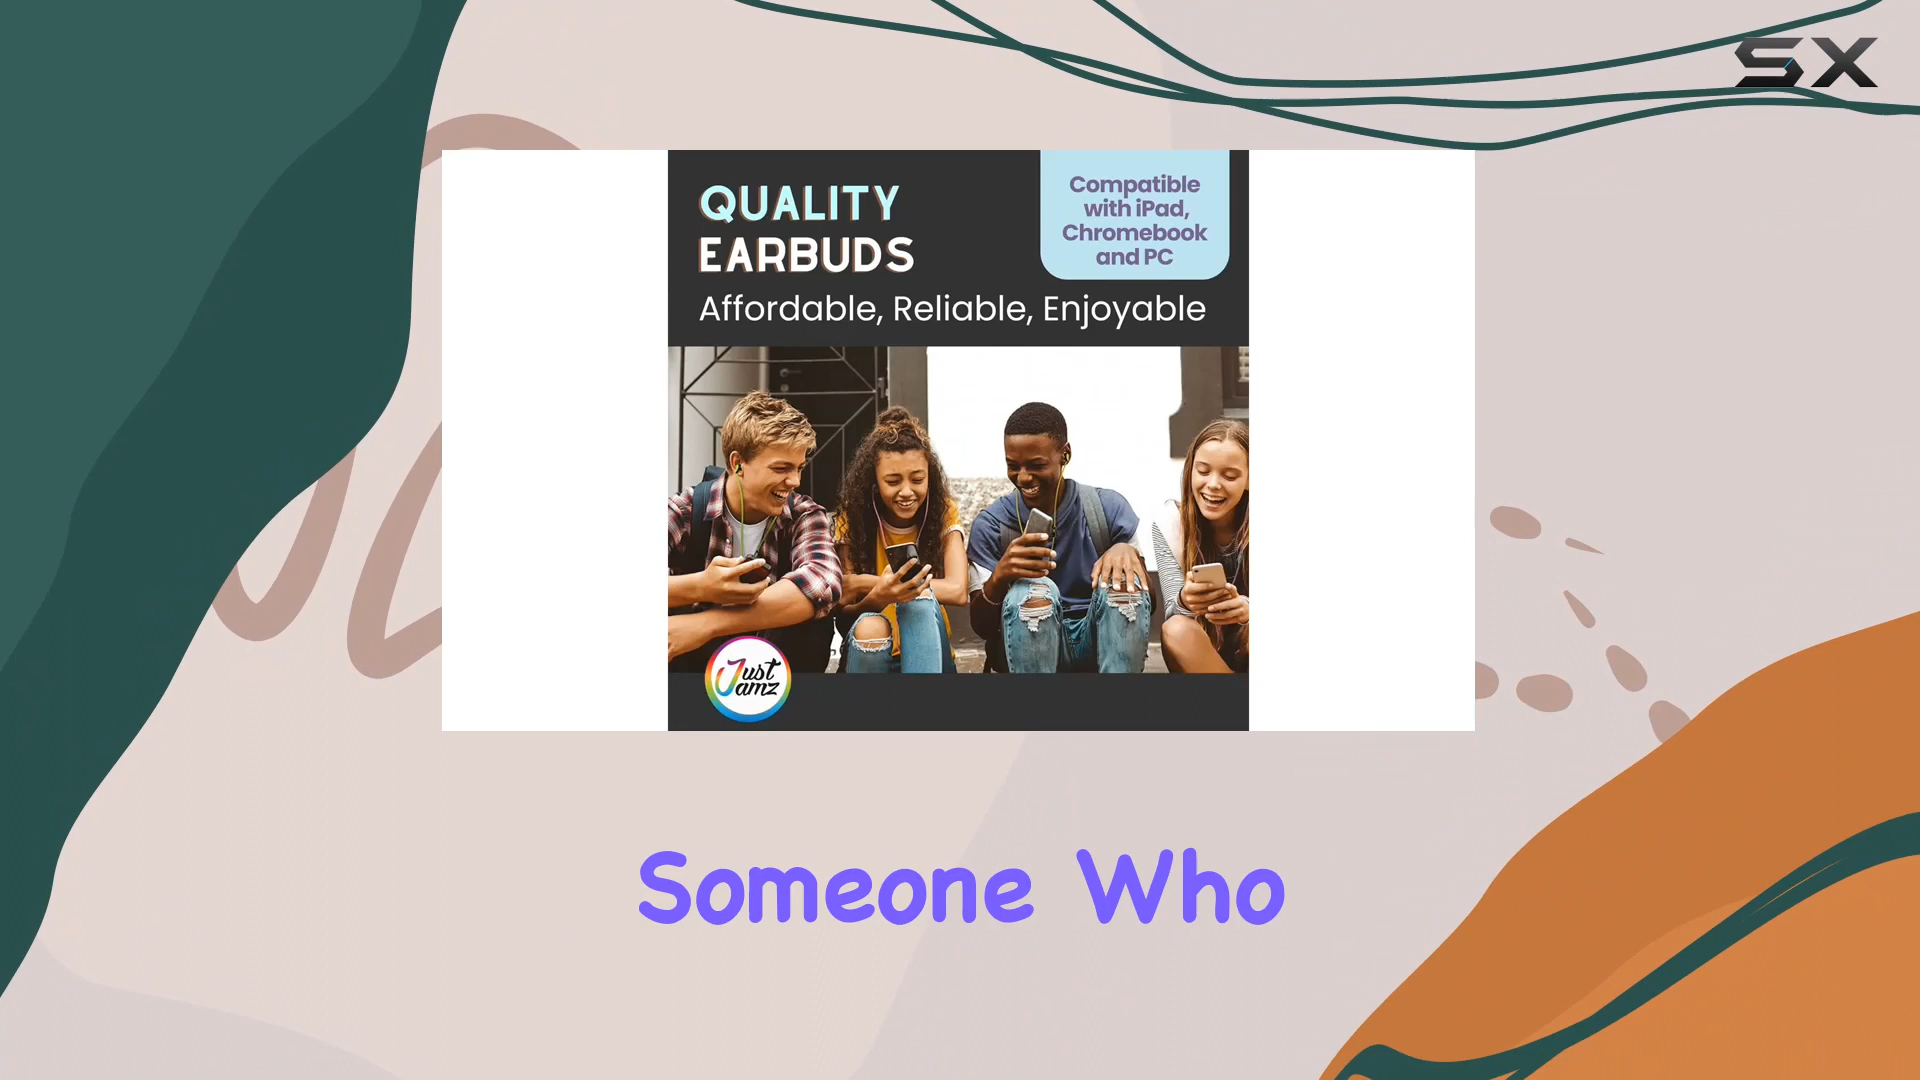 SX
QUALITY
EARBUDS
Affordable, Reliable, Enjoyable
Compatible
with iPad,
Chromebook
and PC
Just
Jamz
Someone Who